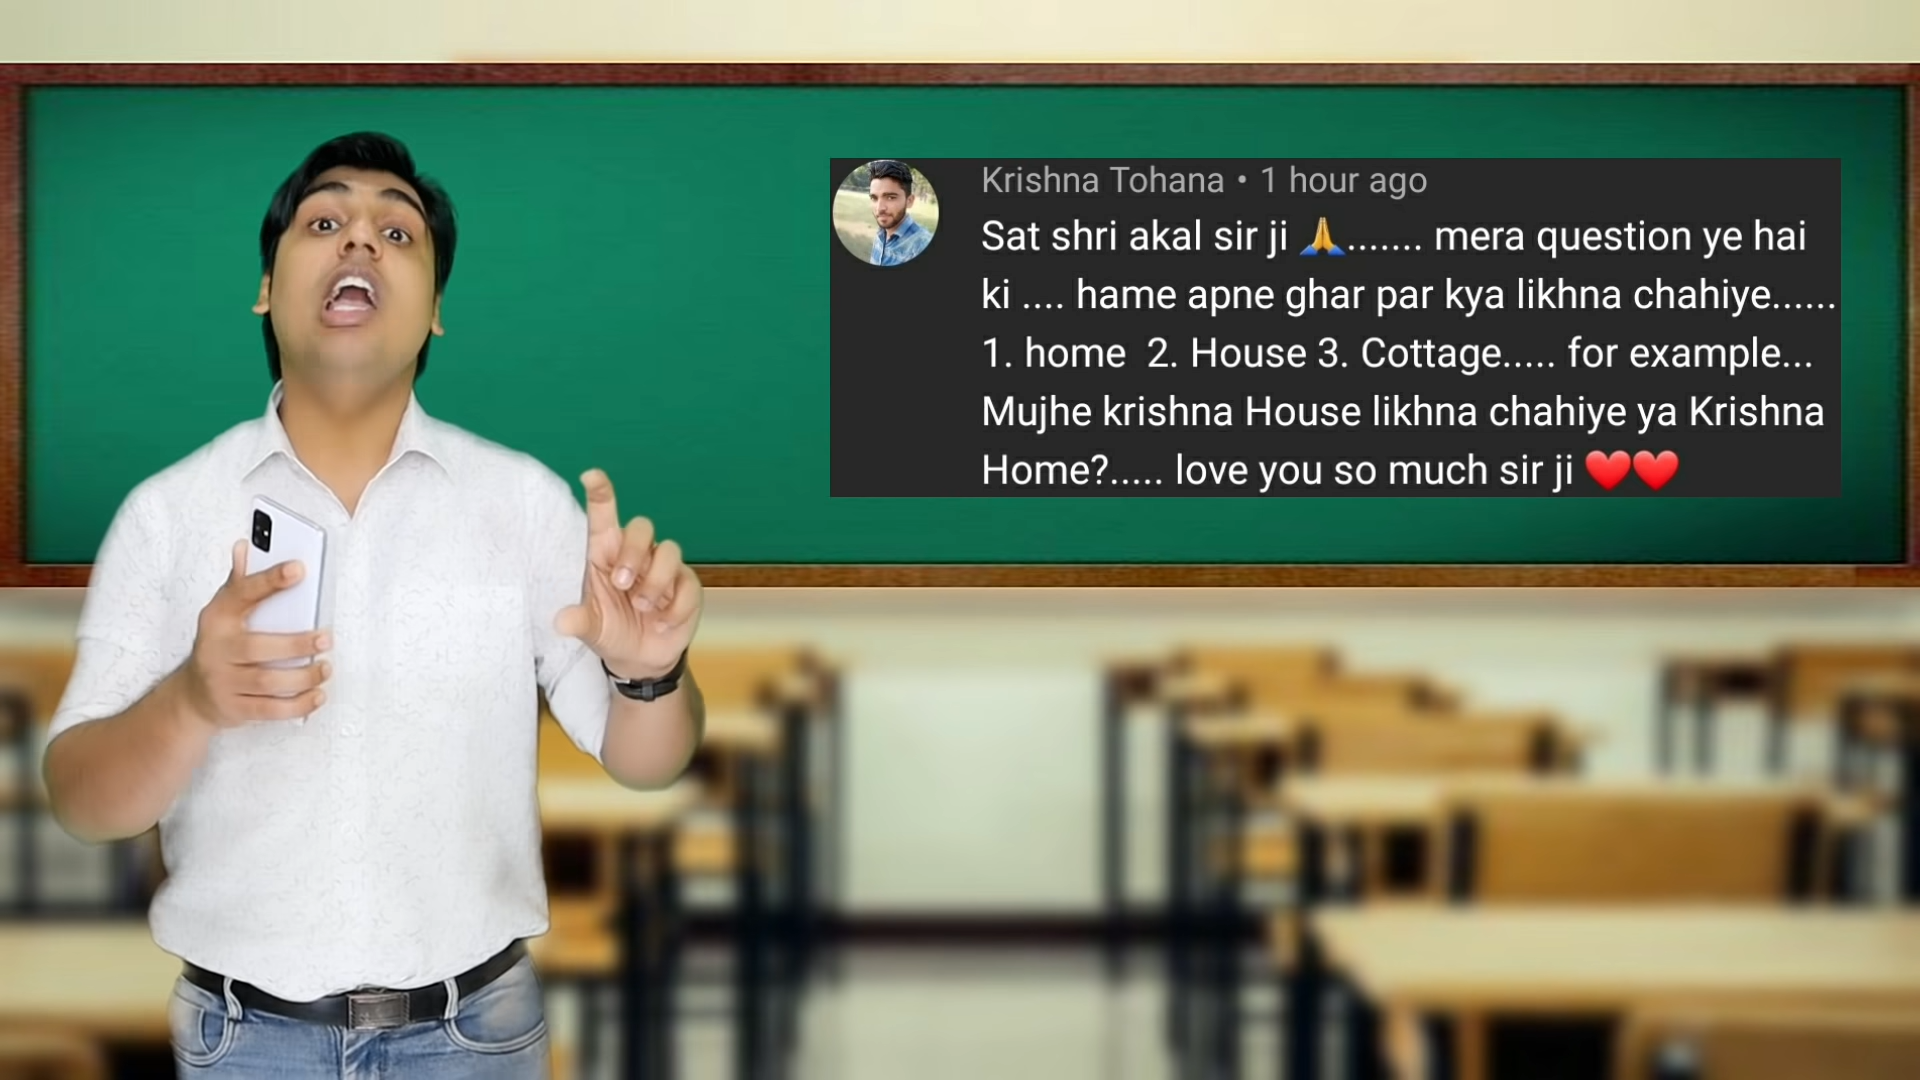 Krishna Tohana • 1 hour ago
Sat shri akal sir ji 🙏....... mera question ye hai
ki .... hame apne ghar par kya likhna chahiye......
1. home 2. House 3. Cottage..... for example...
Mujhe krishna House likhna chahiye ya Krishna
Home?..... love you so much sir ji ❤️❤️